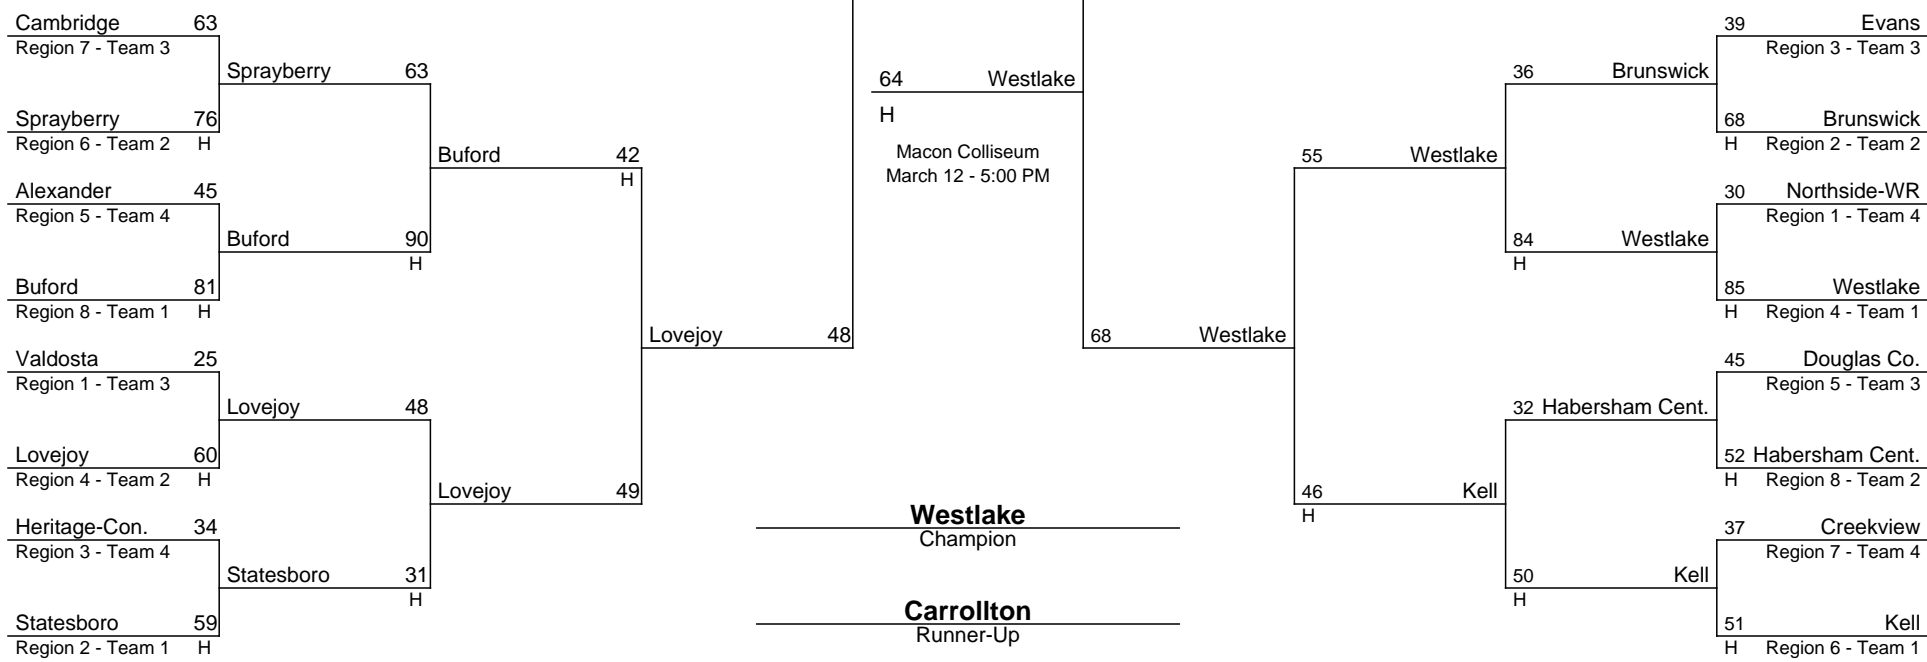 Cambridge 63
Region 7 - Team 3
Sprayberry 63
Sprayberry 76
Region 6 - Team 2 H
Buford 42
H
Alexander 45
Region 5 - Team 4
Buford 90
H
Buford 81
Region 8 - Team 1 H
Lovejoy 48
Valdosta 25
Region 1 - Team 3
Lovejoy 48
Lovejoy 60
Region 4 - Team 2 H
Lovejoy 49
Heritage-Con. 34
Region 3 - Team 4
Statesboro 31
H
Statesboro 59
Region 2 - Team 1 H
64 Westlake
H
Macon Colliseum
March 12 - 5:00 PM
Westlake
Champion
Carrollton
Runner-Up
39 Evans
Region 3 - Team 3
36 Brunswick
68 Brunswick
H Region 2 - Team 2
55 Westlake
30 Northside-WR
Region 1 - Team 4
84 Westlake
H
85 Westlake
H Region 4 - Team 1
68 Westlake
45 Douglas Co.
Region 5 - Team 3
32 Habersham Cent.
52 Habersham Cent.
H Region 8 - Team 2
46 Kell
H
37 Creekview
Region 7 - Team 4
50 Kell
H
51 Kell
H Region 6 - Team 1